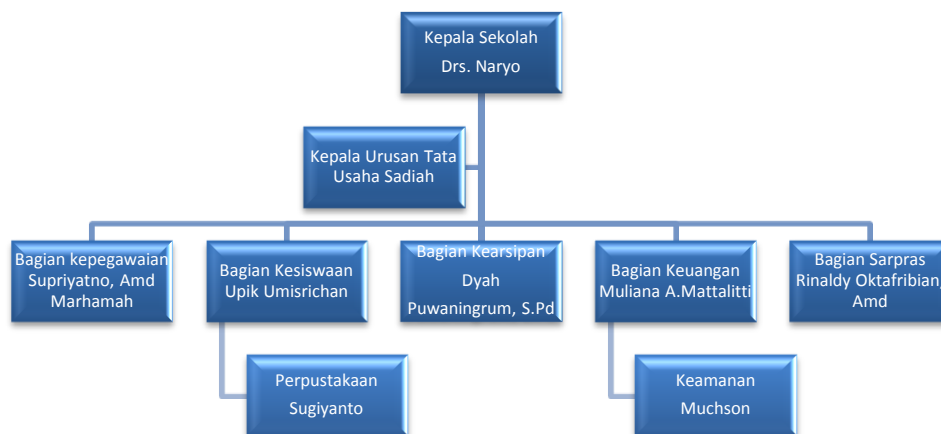 Kepala Sekolah
Drs. Naryo
Kepala Urusan Tata
Usaha Sadiah
Bagian kepegawaian
Supriyatno, Amd
Marhamah
Bagian Kesiswaan
Upik Umisrichan
Bagian Kearsipan
Dyah
Puwaningrum, S.Pd
Bagian Keuangan
Muliana A.Mattalitti
Bagian Sarpras
Rinaldy Oktafribian,
Amd
Perpustakaan
Sugiyanto
Keamanan
Muchson